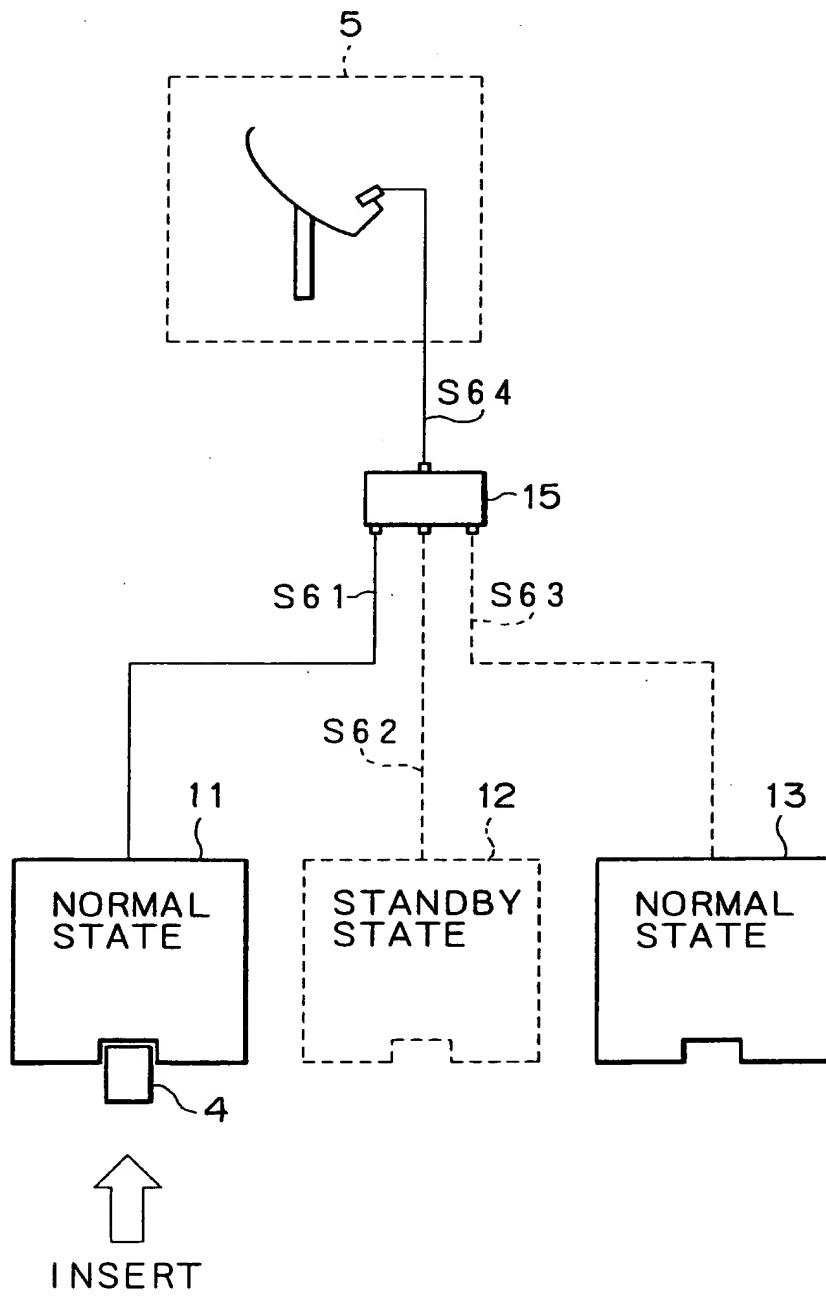 5
S64
15
S61
S63
S62
11
12
13
NORMAL
STATE
STANDBY
STATE
NORMAL
STATE
4
INSERT